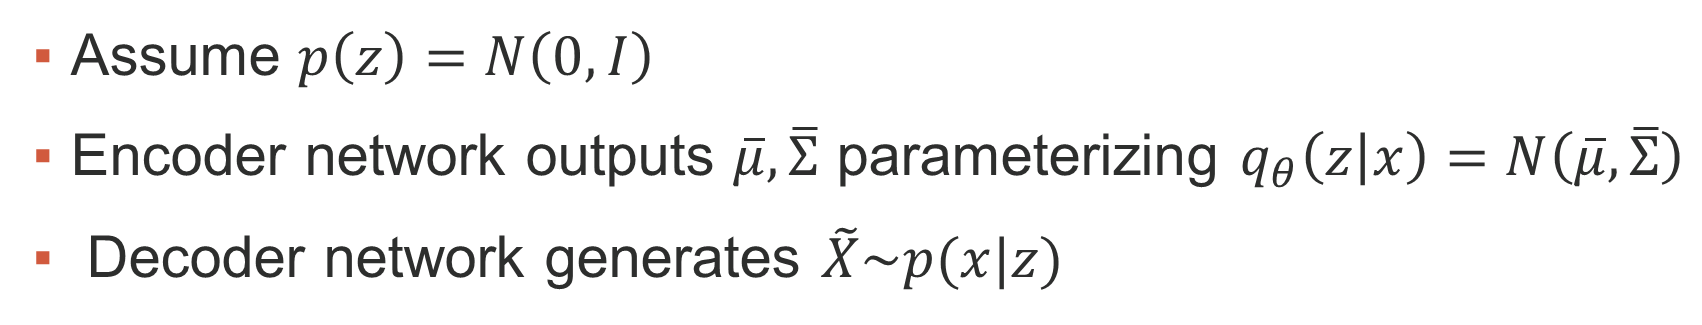 ▪ Assume p(z) = N(0, I)
▪ Encoder network outputs μ̄, Σ̄ parameterizing q_θ(z|x) = N(μ̄, Σ̄)
▪ Decoder network generates X̃~p(x|z)